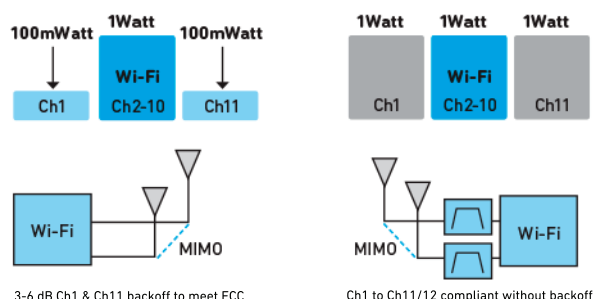 100mWatt
1Watt
100mWatt
Wi-Fi
Ch1
Ch2-10
Ch11
Wi-Fi
MIMO
3-6 dB Ch1 & Ch11 backoff to meet FCC
1Watt
1Watt
1Watt
Wi-Fi
Ch1
Ch2-10
Ch11
MIMO
Wi-Fi
Ch1 to Ch11/12 compliant without backoff